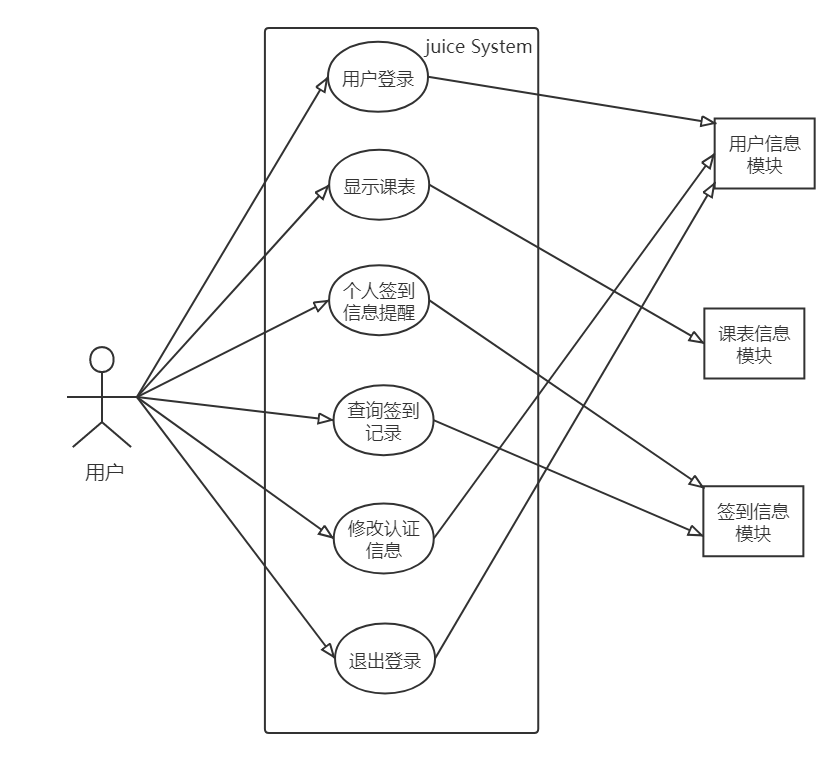 juice System
用户登录
显示课表
个人签到
信息提醒
查询签到
记录
修改认证
信息
退出登录
用户
用户信息
模块
课表信息
模块
签到信息
模块